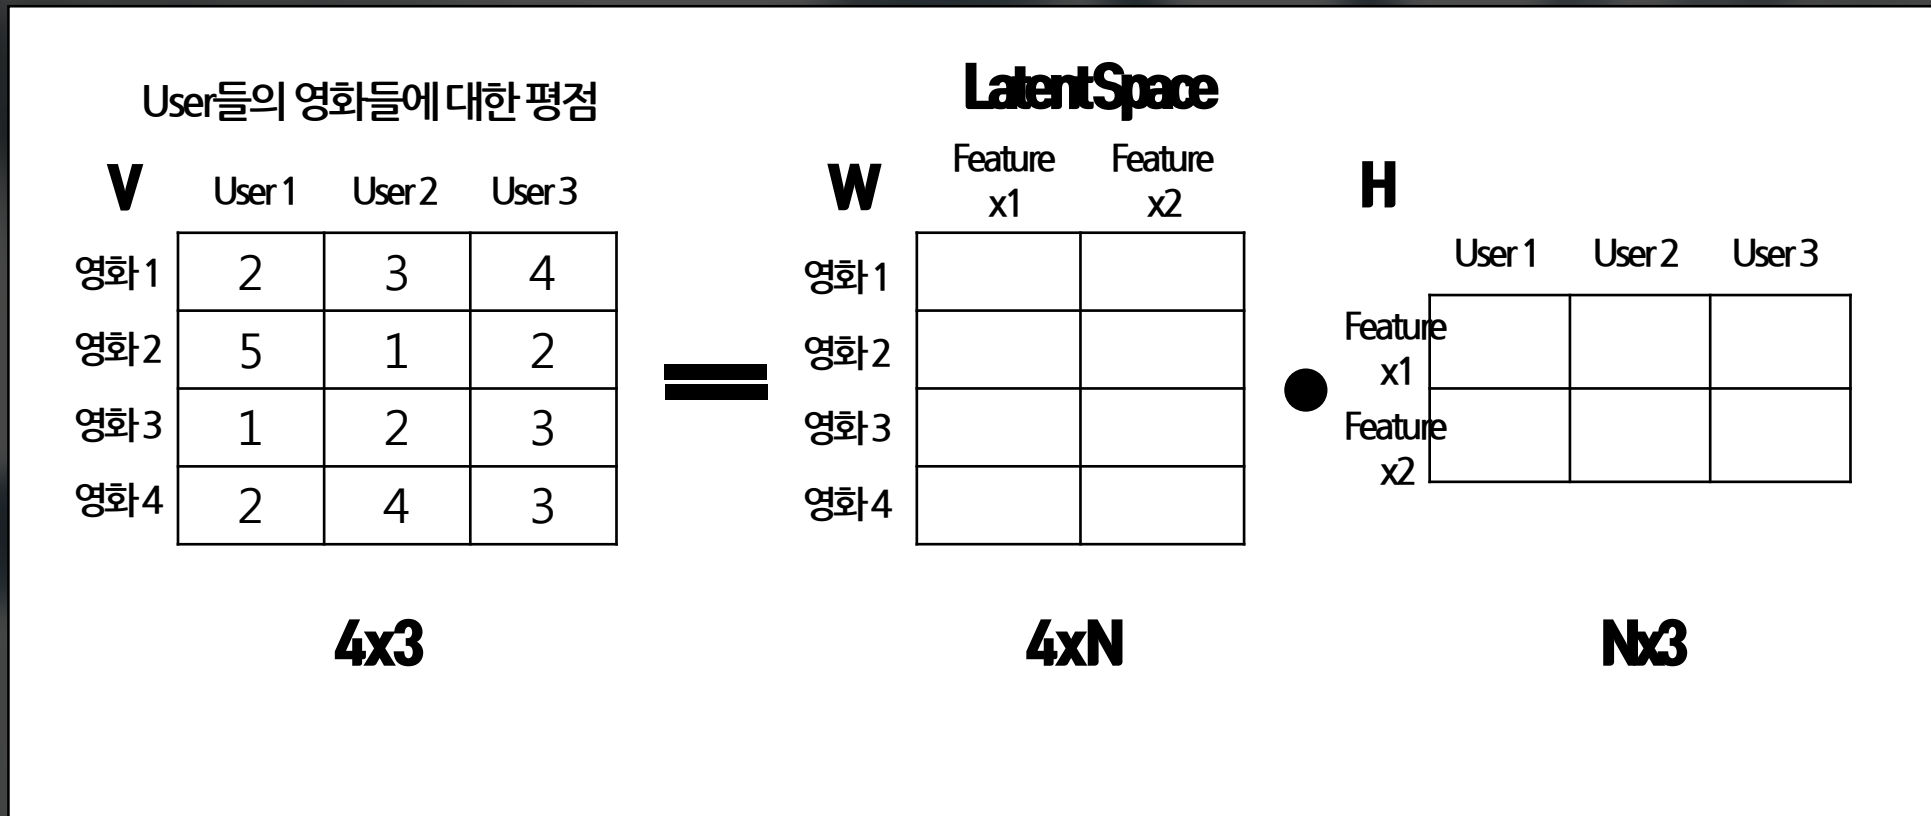 User들의 영화들에 대한 평점
V
User 1 User 2 User 3
영화 1 2 3 4
영화 2 5 1 2
영화 3 1 2 3
영화 4 2 4 3
4x3
=
Latent Space
W
Feature x1
Feature x2
영화 1
영화 2
영화 3
영화 4
4xN
H
User 1 User 2 User 3
Feature
x1
Feature
x2
Nx3